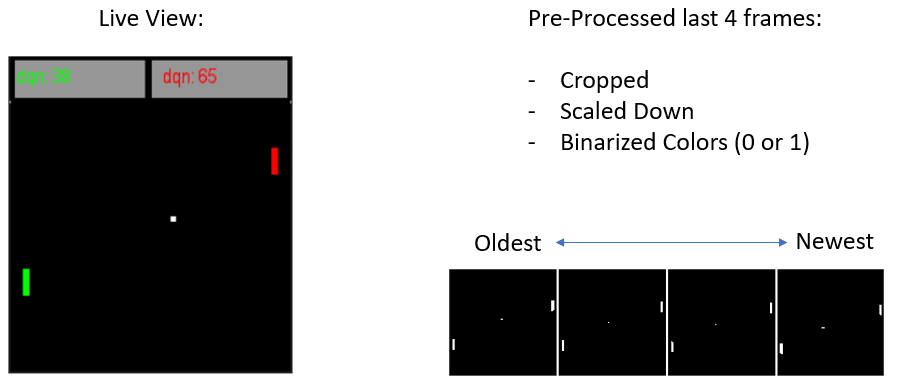 Live View:
dqn: 38
dqn: 65
Pre-Processed last 4 frames:
- Cropped
- Scaled Down
- Binarized Colors (0 or 1)
Oldest
Newest